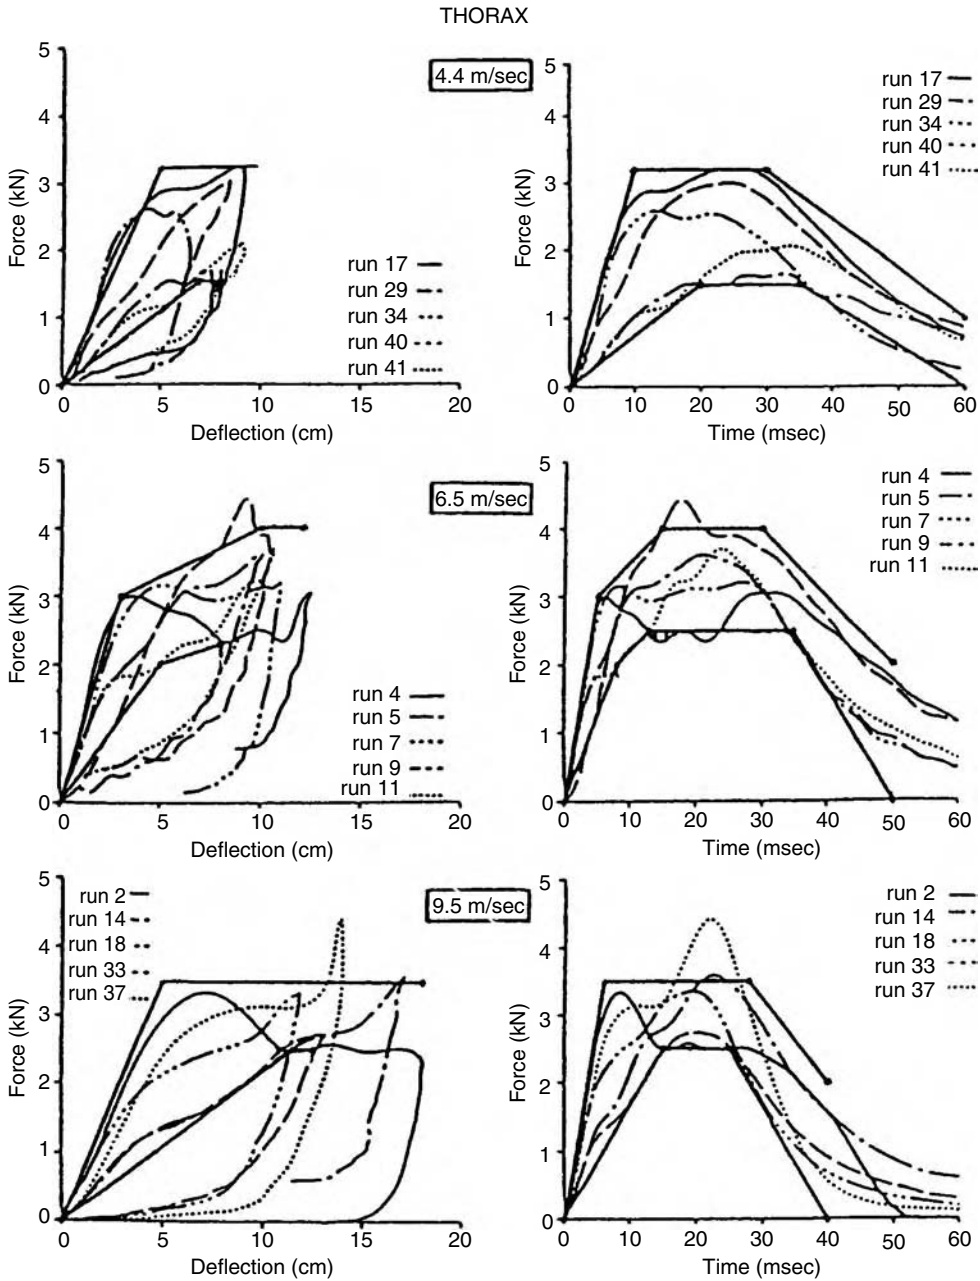 THORAX
4.4 m/sec
Force (kN)
5
4
3
2
1
0
run 17
run 29
run 34
run 40
run 41
0 5 10 15 20
Deflection (cm)
Force (kN)
5
4
3
2
1
0
run 17
run 29
run 34
run 40
run 41
0 10 20 30 40 50 60
Time (msec)
6.5 m/sec
Force (kN)
5
4
3
2
1
0
run 4
run 5
run 7
run 9
run 11
0 5 10 15 20
Deflection (cm)
Force (kN)
5
4
3
2
1
0
run 4
run 5
run 7
run 9
run 11
0 10 20 30 40 50 60
Time (msec)
9.5 m/sec
Force (kN)
5
4
3
2
1
0
run 2
run 14
run 18
run 33
run 37
0 5 10 15 20
Deflection (cm)
Force (kN)
5
4
3
2
1
0
run 2
run 14
run 18
run 33
run 37
0 10 20 30 40 50 60
Time (msec)